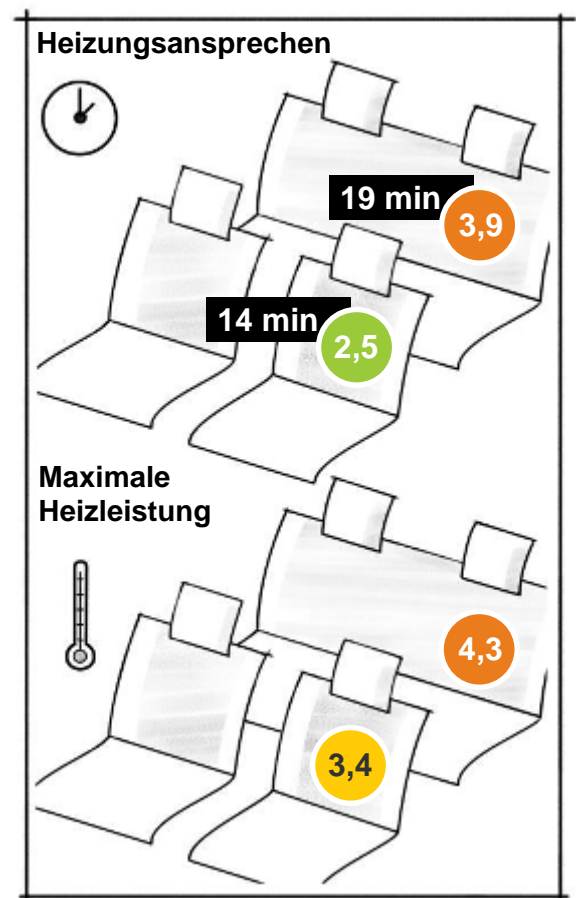 Heizungsansprechen
19 min
3,9
14 min
2,5
Maximale
Heizleistung
4,3
3,4